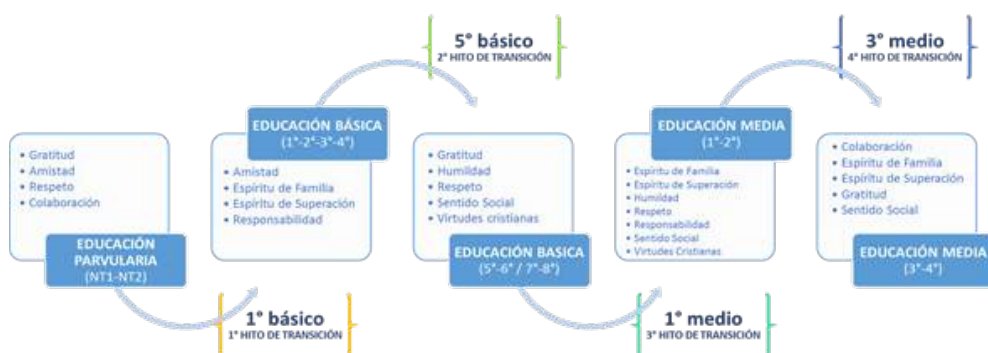 5° básico
2° HITO DE TRANSICIÓN
3° medio
4° HITO DE TRANSICIÓN
• Gratitud
• Amistad
• Respeto
• Colaboración
EDUCACIÓN
PARVULARIA
(NT1-NT2)
1° básico
1° HITO DE TRANSICIÓN
EDUCACIÓN BÁSICA
(1°-2°-3°-4°)
• Amistad
• Espíritu de Familia
• Espíritu de Superación
• Responsabilidad
• Gratitud
• Humildad
• Respeto
• Sentido Social
• Virtudes cristianas
EDUCACIÓN BASICA
(5°-6° / 7°-8°)
1° medio
3° HITO DE TRANSICIÓN
EDUCACIÓN MEDIA
(1°-2°)
• Espíritu de Familia
• Espíritu de Superación
• Humildad
• Respeto
• Responsabilidad
• Sentido Social
• Virtudes Cristianas
• Colaboración
• Espíritu de Familia
• Espíritu de Superación
• Gratitud
• Sentido Social
EDUCACIÓN MEDIA
(3°-4°)